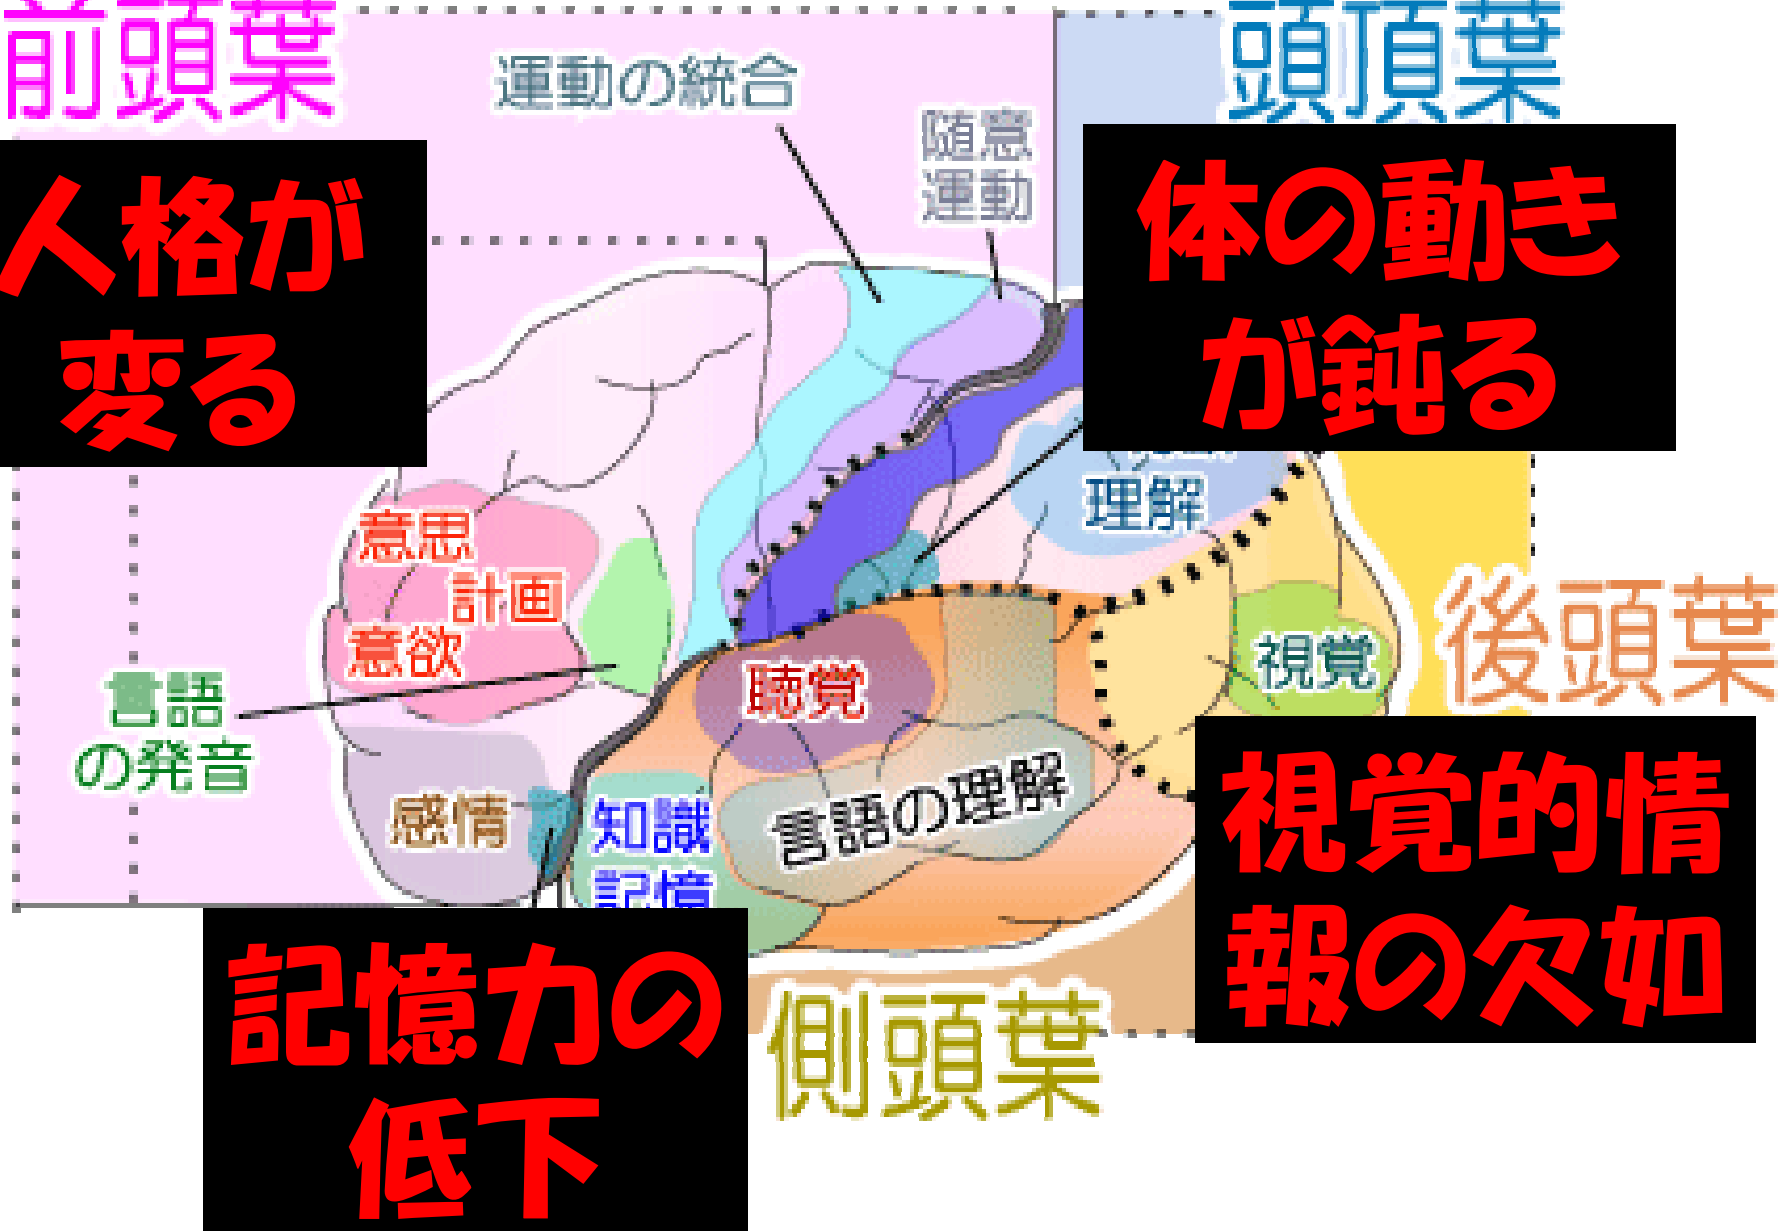 前頭葉
頭頂葉
運動の統合
随意
運動
人格が
変る
体の動き
が鈍る
理解
意思
計画
意欲
言語
の発音
聴覚
視覚
後頭葉
感情
知識
記憶
言語の理解
視覚的情
報の欠如
記憶力の
低下
側頭葉